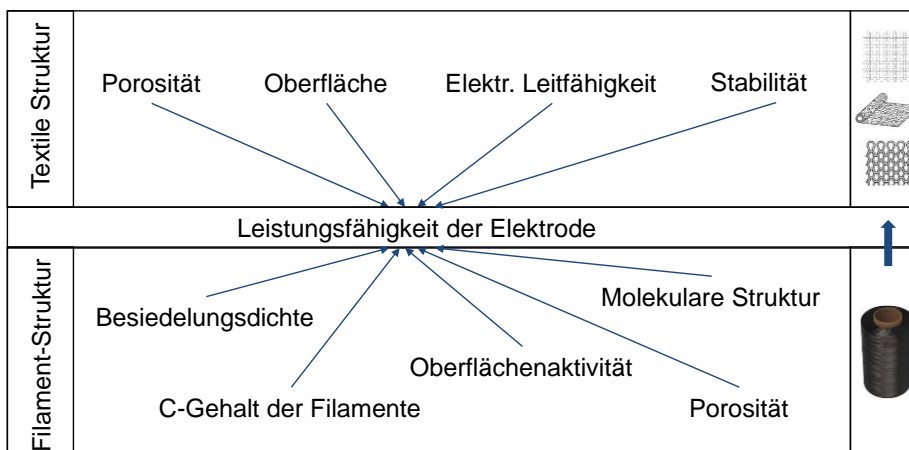 Textile Struktur
Porosität
Oberfläche
Elektr. Leitfähigkeit
Stabilität
Leistungsfähigkeit der Elektrode
Filament-Struktur
Besiedelungsdichte
Molekulare Struktur
Oberflächenaktivität
C-Gehalt der Filamente
Porosität